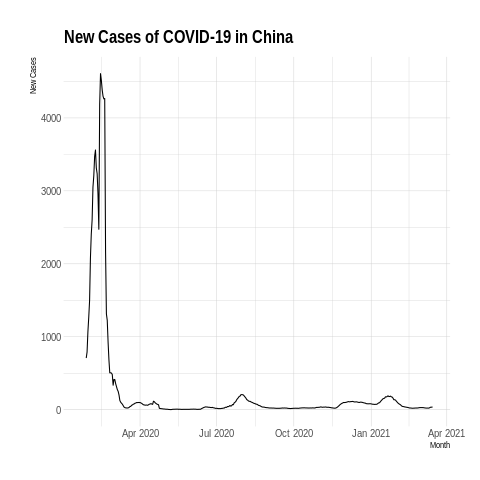 New Cases of COVID-19 in China
New Cases
4000
3000
2000
1000
0
Apr 2020 Jul 2020 Oct 2020 Jan 2021 Apr 2021
Month